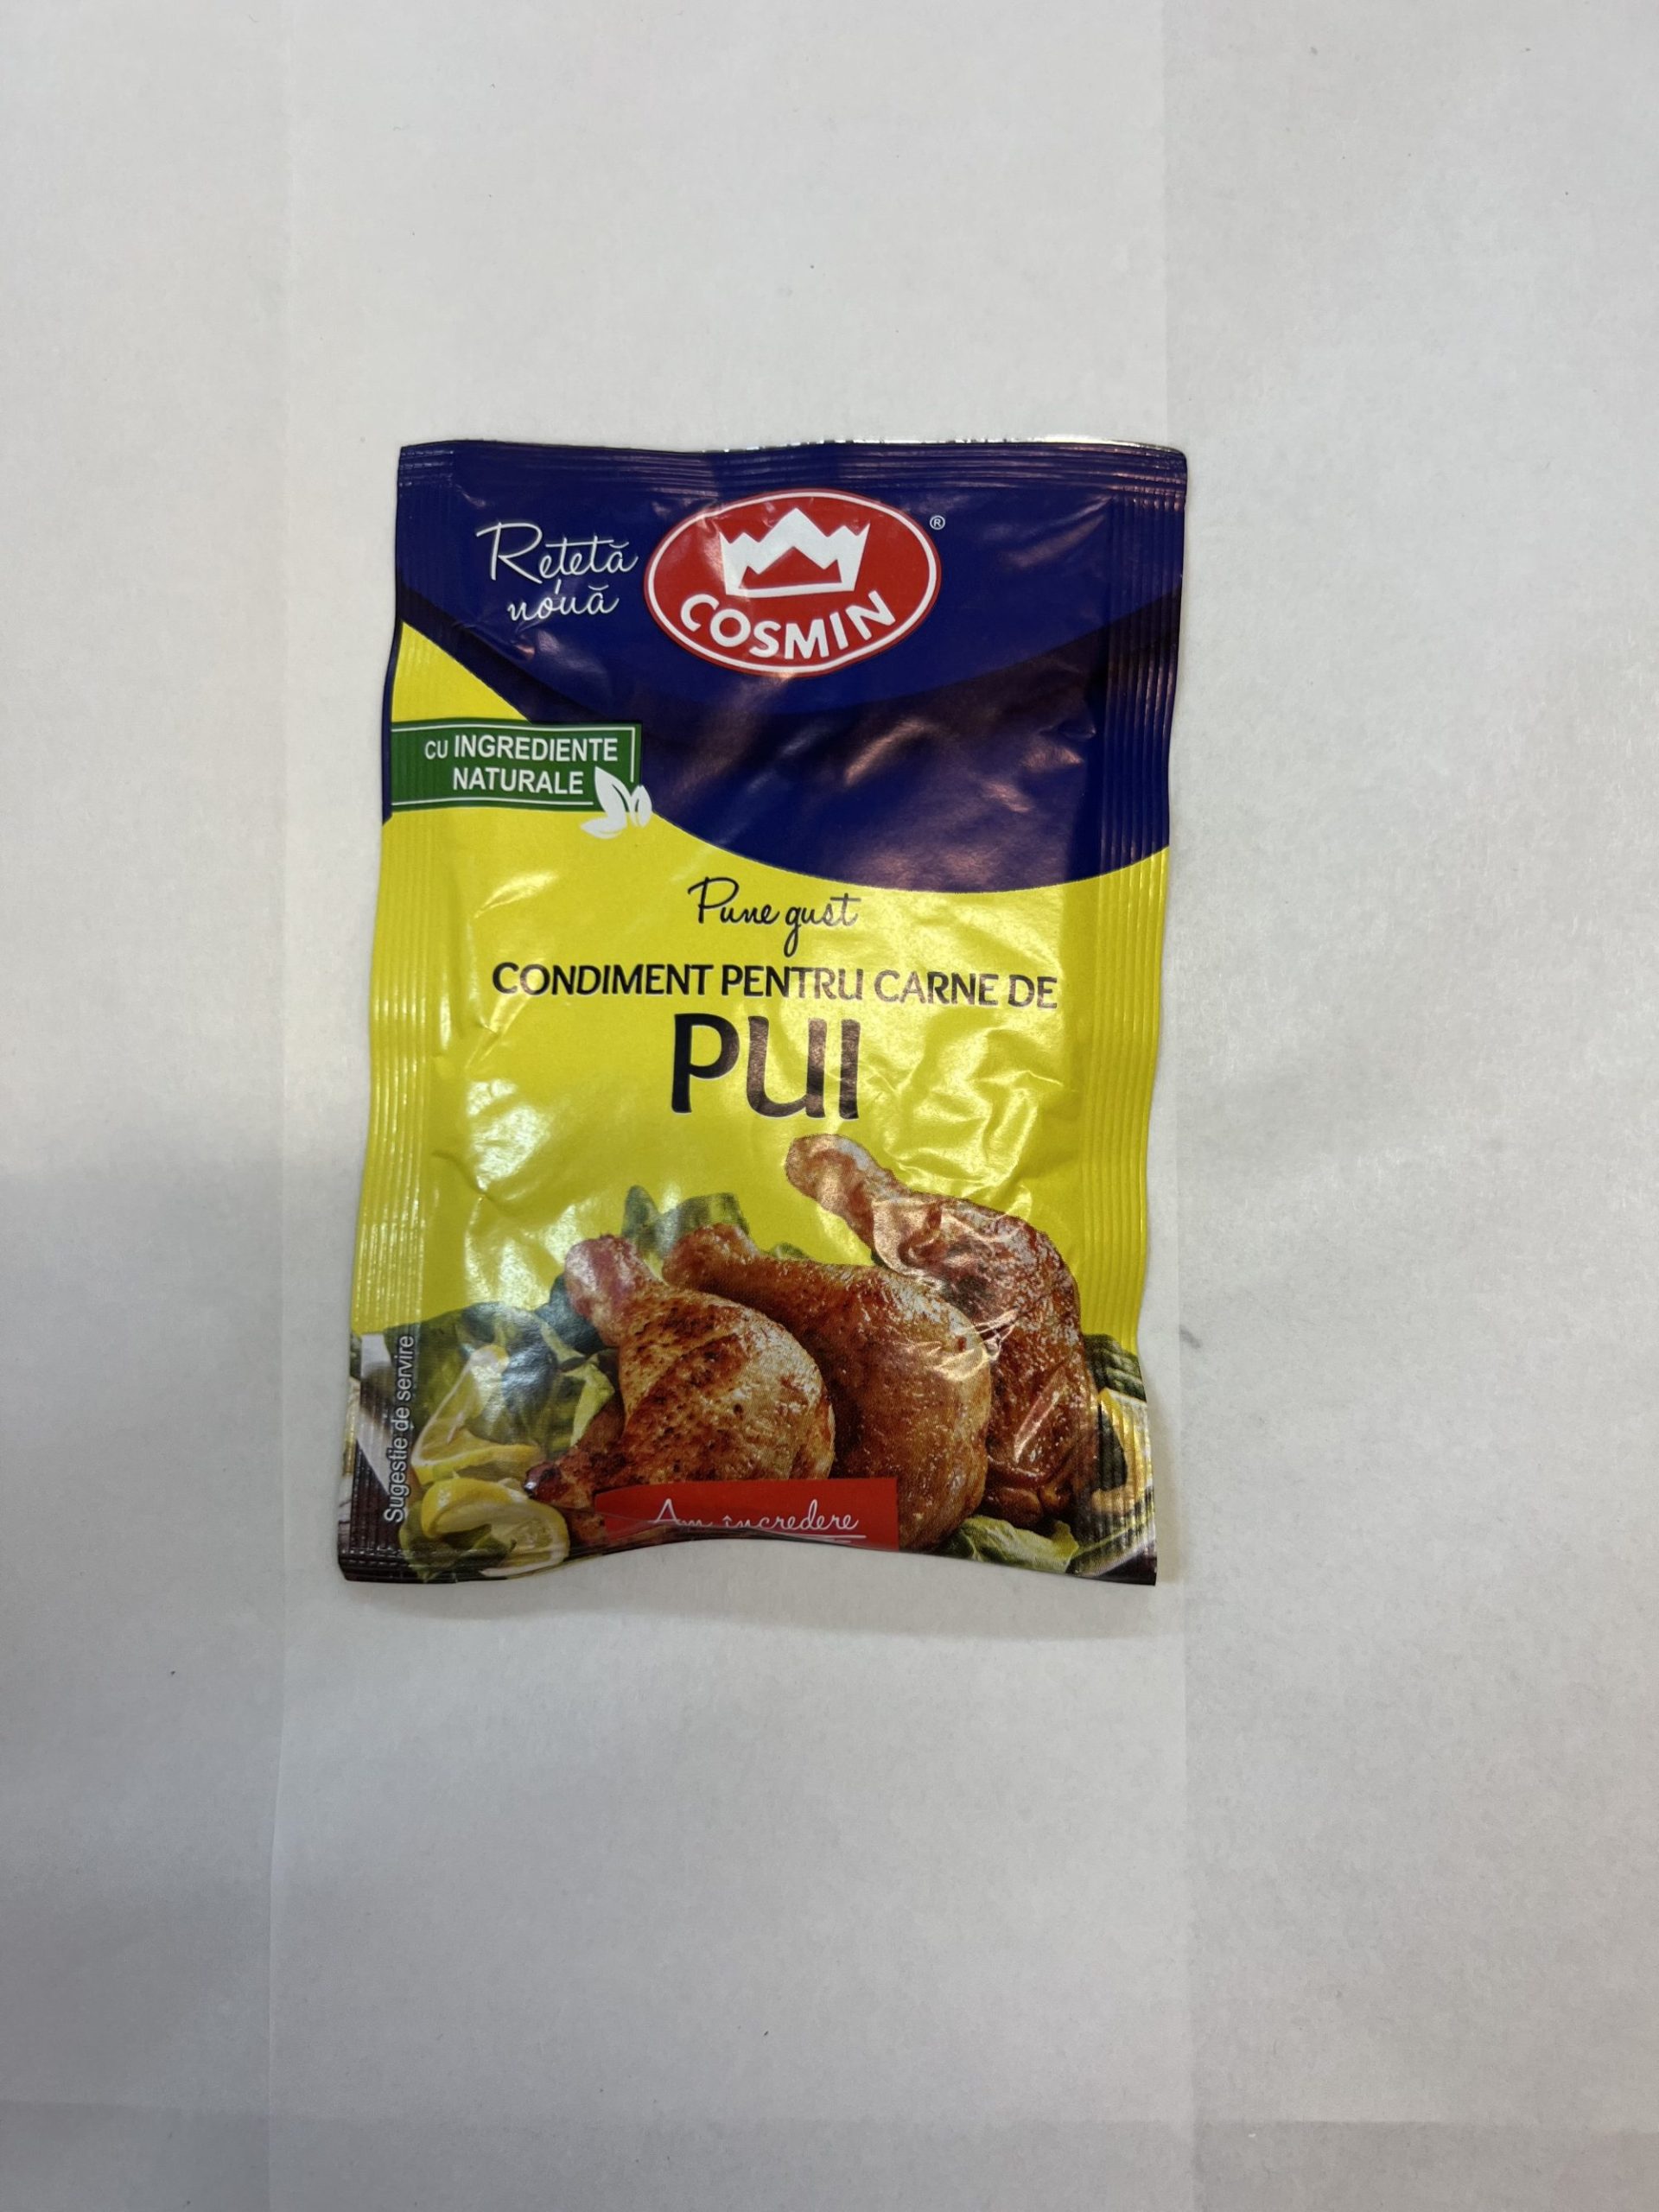 Rețetă
nouă
COSMIN
®
CU INGREDIENTE
NATURALE
Pune gust
CONDIMENT PENTRU CARNE DE
PUI
Sugestie de servire
Am încredere